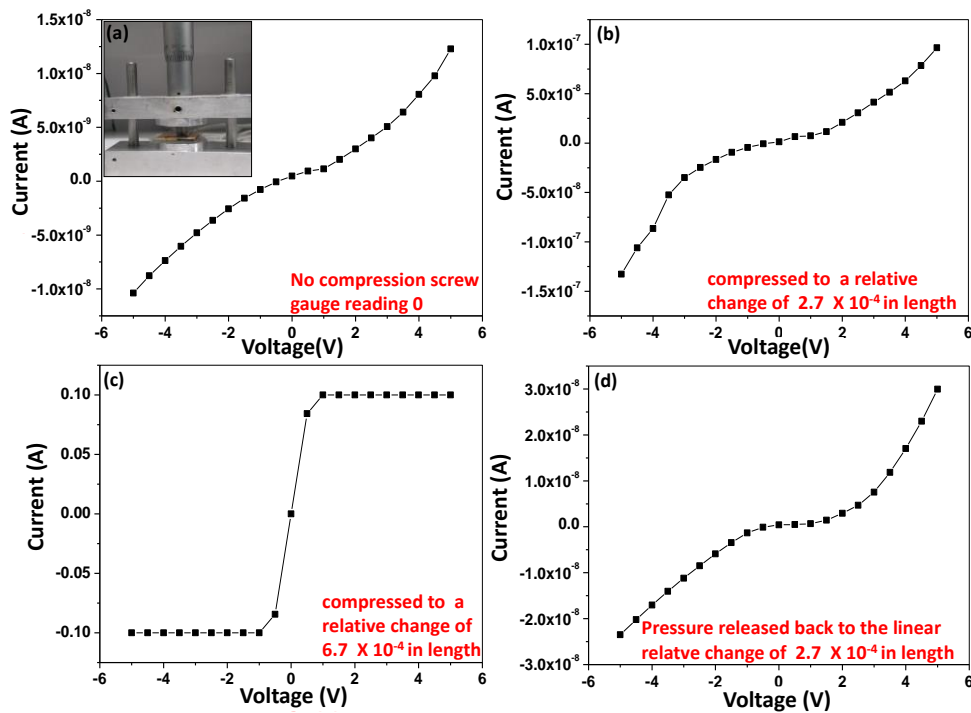 (a)
1.5x10⁻⁸
1.0x10⁻⁸
5.0x10⁻⁹
0.0
-5.0x10⁻⁹
-1.0x10⁻⁸
Current (A)
No compression screw
gauge reading 0
-6 -4 -2 0 2 4 6
Voltage(V)
(b)
1.0x10⁻⁷
5.0x10⁻⁸
0.0
-5.0x10⁻⁸
-1.0x10⁻⁷
-1.5x10⁻⁷
Current (A)
compressed to a relative
change of 2.7 X 10⁻⁴ in length
-6 -4 -2 0 2 4 6
Voltage(V)
(c)
0.10
0.05
0.00
-0.05
-0.10
Current (A)
compressed to a
relative change of
6.7 X 10⁻⁴ in length
-6 -4 -2 0 2 4 6
Voltage (V)
(d)
3.0x10⁻⁸
2.0x10⁻⁸
1.0x10⁻⁸
0.0
-1.0x10⁻⁸
-2.0x10⁻⁸
-3.0x10⁻⁸
Current (A)
Pressure released back to the linear
relatve change of 2.7 X 10⁻⁴ in length
-6 -4 -2 0 2 4 6
Voltage (V)